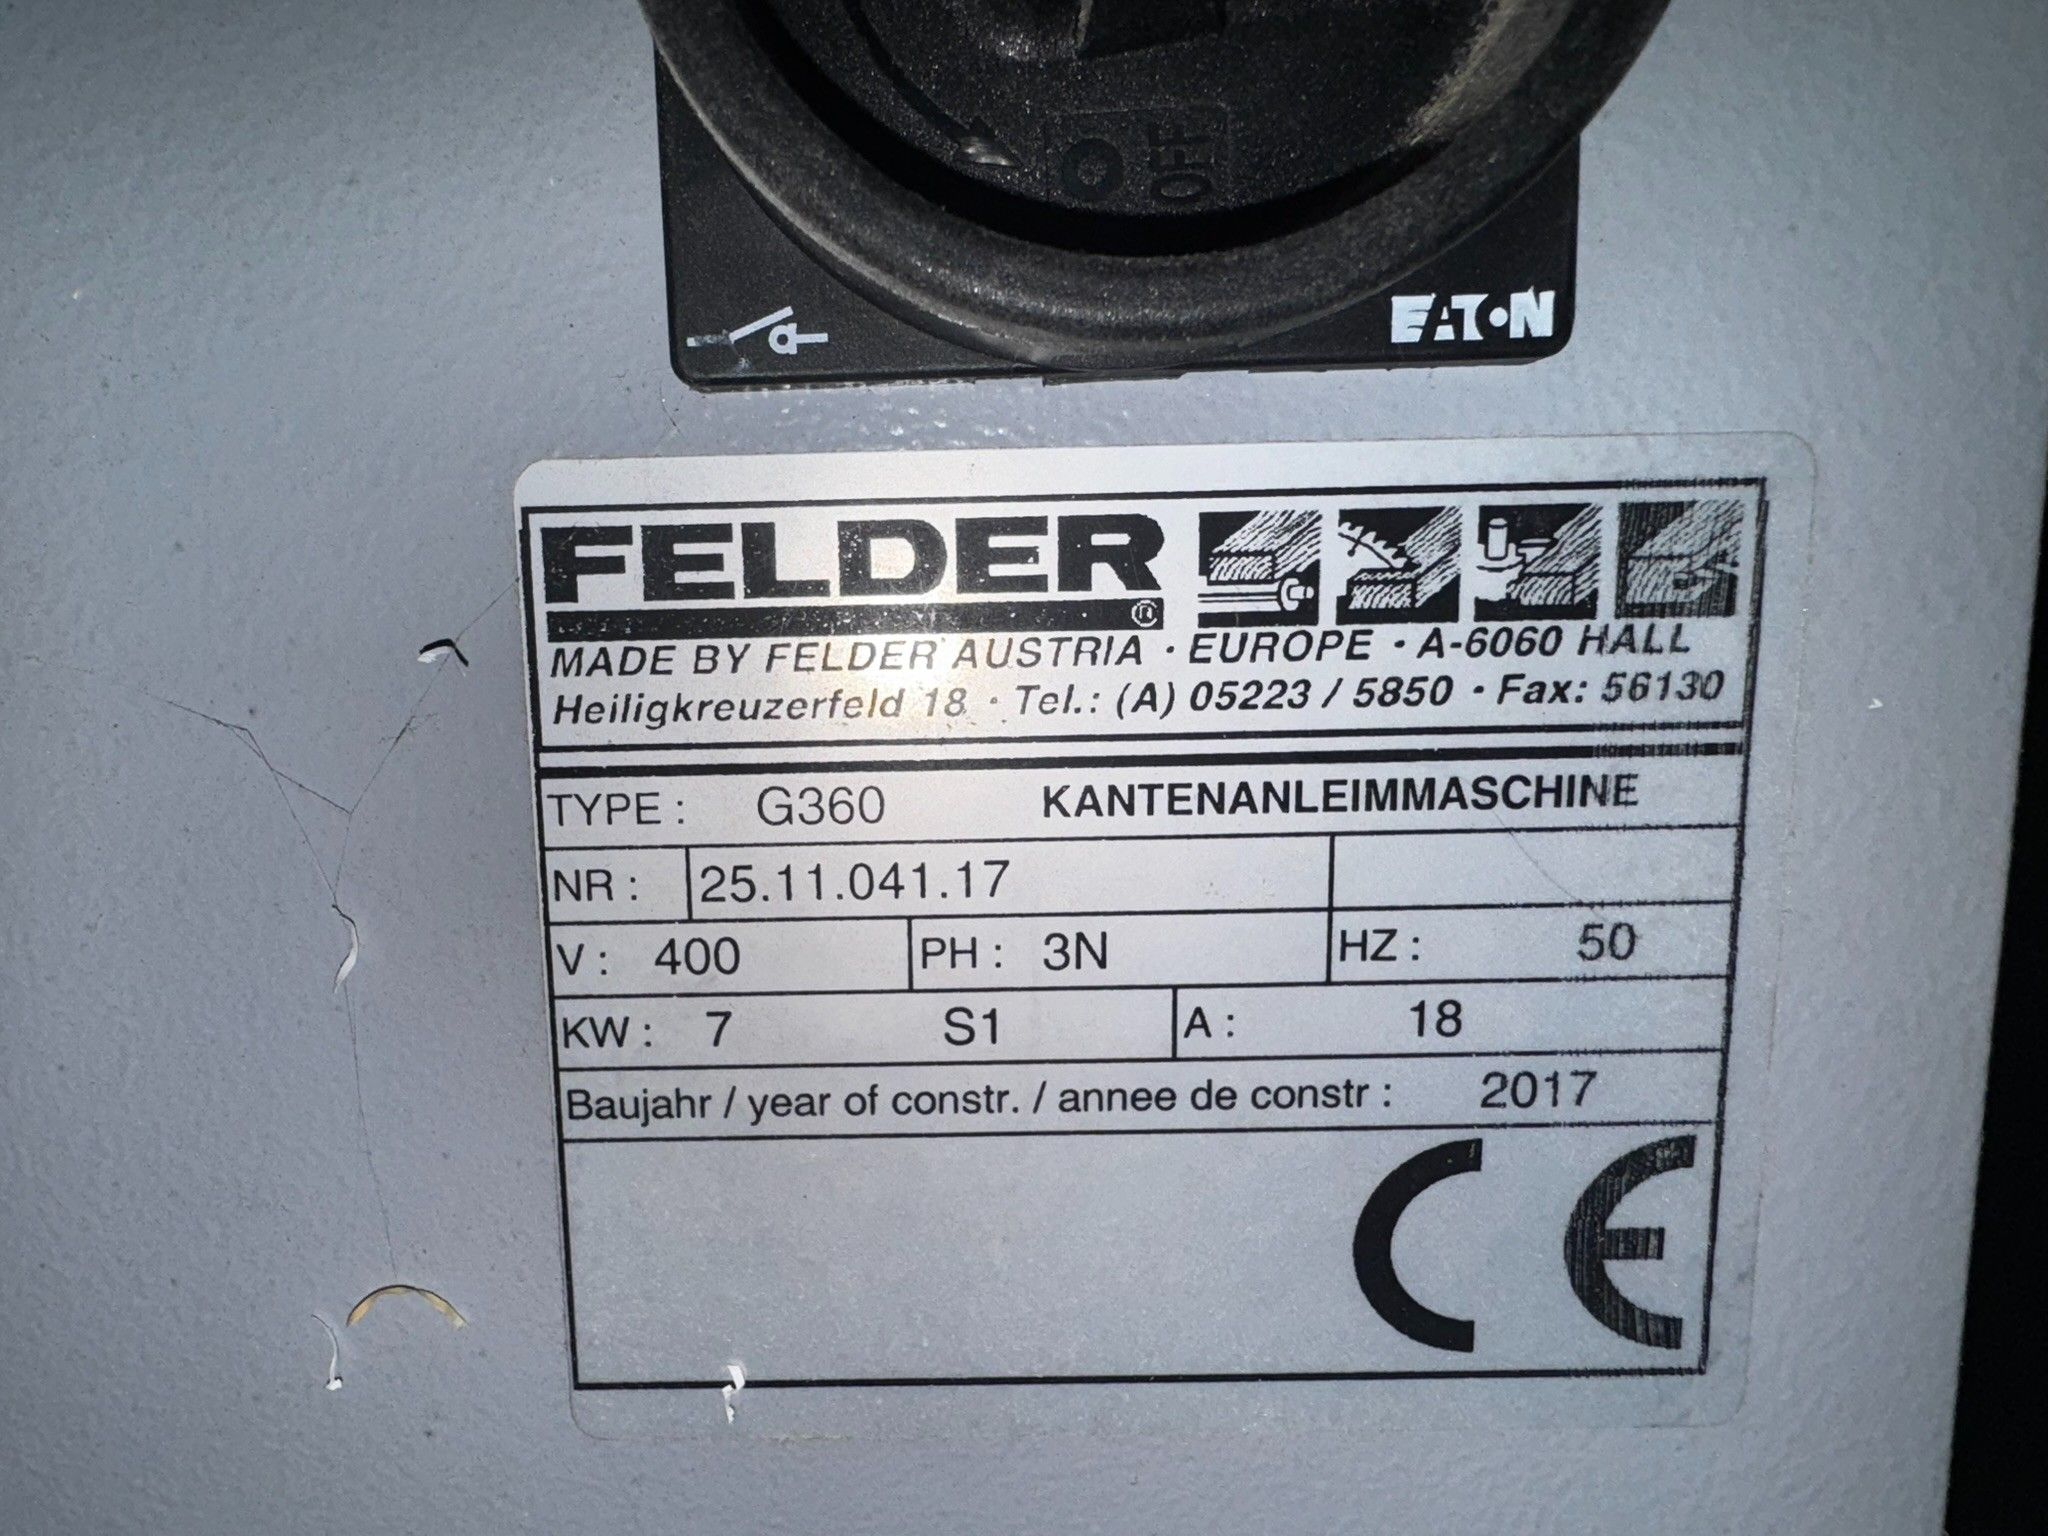 OFF
EATON
FELDER ®
MADE BY FELDER AUSTRIA · EUROPE · A-6060 HALL
Heiligkreuzerfeld 18 · Tel.: (A) 05223 / 5850 · Fax: 56130
TYPE : G360 KANTENANLEIMMASCHINE
NR : 25.11.041.17
V : 400 PH : 3N HZ : 50
KW : 7 S1 A : 18
Baujahr / year of constr. / annee de constr : 2017
CE